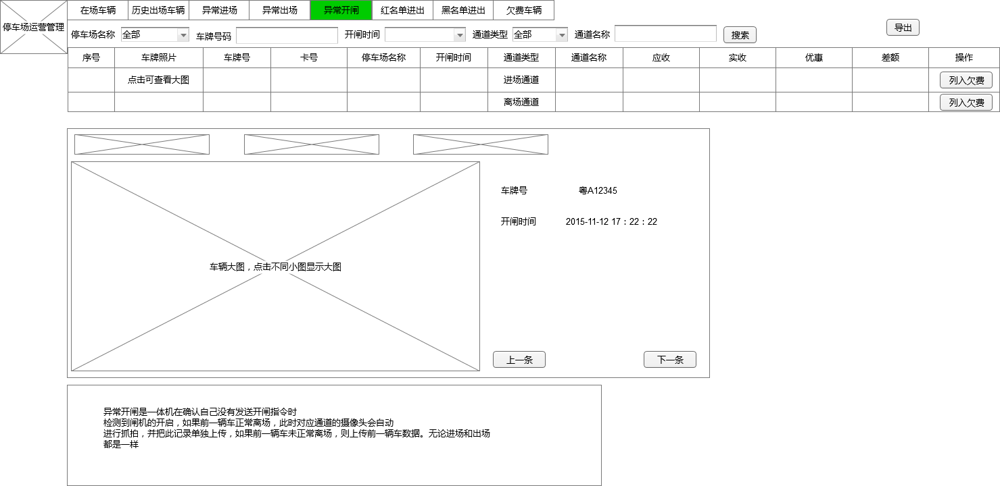 停车场运营管理
在场车辆 历史出场车辆 异常进场 异常出场 异常开闸 红名单进出 黑名单进出 欠费车辆
停车场名称 全部 车牌号码 开闸时间 通道类型 全部 通道名称 搜索 导出
序号 车牌照片 车牌号 卡号 停车场名称 开闸时间 通道类型 通道名称 应收 实收 优惠 差额 操作
点击可查看大图 进场通道 列入欠费
离场通道 列入欠费
车牌号 粤A12345
开闸时间 2015-11-12 17：22：22
车辆大图，点击不同小图显示大图
上一条 下一条
异常开闸是一体机在确认自己没有发送开闸指令时
检测到闸机的开启，如果前一辆车正常离场，此时对应通道的摄像头会自动
进行抓拍，并把此记录单独上传，如果前一辆车未正常离场，则上传前一辆车数据。无论进场和出场
都是一样